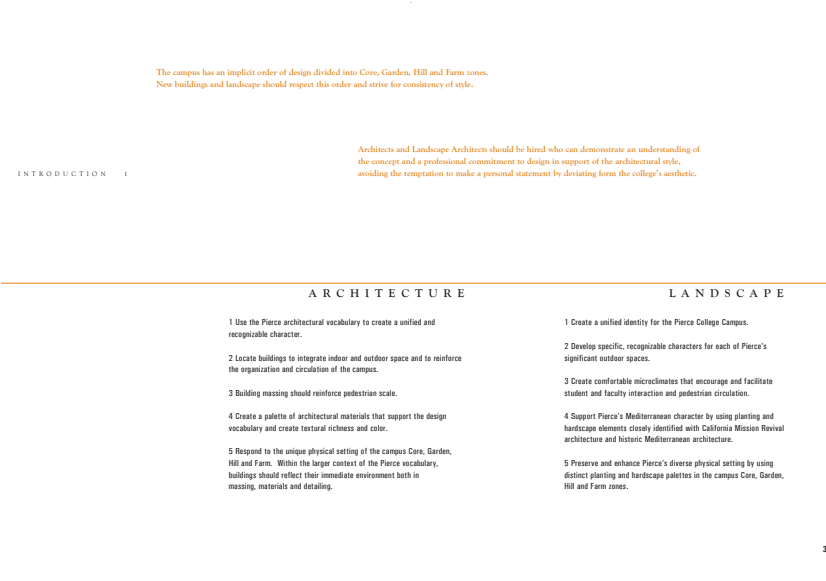 The campus has an implicit order of design divided into Core, Garden, Hill and Farm zones.
New buildings and landscape should respect this order and strive for consistency of style.
Architects and Landscape Architects should be hired who can demonstrate an understanding of
the concept and a professional commitment to design in support of the architectural style,
avoiding the temptation to make a personal statement by deviating form the college's aesthetic.
INTRODUCTION 1
ARCHITECTURE
1 Use the Pierce architectural vocabulary to create a unified and
recognizable character.
2 Locate buildings to integrate indoor and outdoor space and to reinforce
the organization and circulation of the campus.
3 Building massing should reinforce pedestrian scale.
4 Create a palette of architectural materials that support the design
vocabulary and create textural richness and color.
5 Respond to the unique physical setting of the campus Core, Garden,
Hill and Farm. Within the larger context of the Pierce vocabulary,
buildings should reflect their immediate environment both in
massing, materials and detailing.
LANDSCAPE
1 Create a unified identity for the Pierce College Campus.
2 Develop specific, recognizable characters for each of Pierce's
significant outdoor spaces.
3 Create comfortable microclimates that encourage and facilitate
student and faculty interaction and pedestrian circulation.
4 Support Pierce's Mediterranean character by using planting and
hardscape elements closely identified with California Mission Revival
architecture and historic Mediterranean architecture.
5 Preserve and enhance Pierce's diverse physical setting by using
distinct planting and hardscape palettes in the campus Core, Garden,
Hill and Farm zones.
3